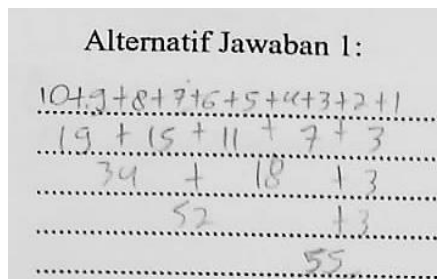 Alternatif Jawaban 1:
10+9+8+7+6+5+4+3+2+1
19 + 15 + 11 + 7 + 3
34 + 18 + 3
52 +3
55